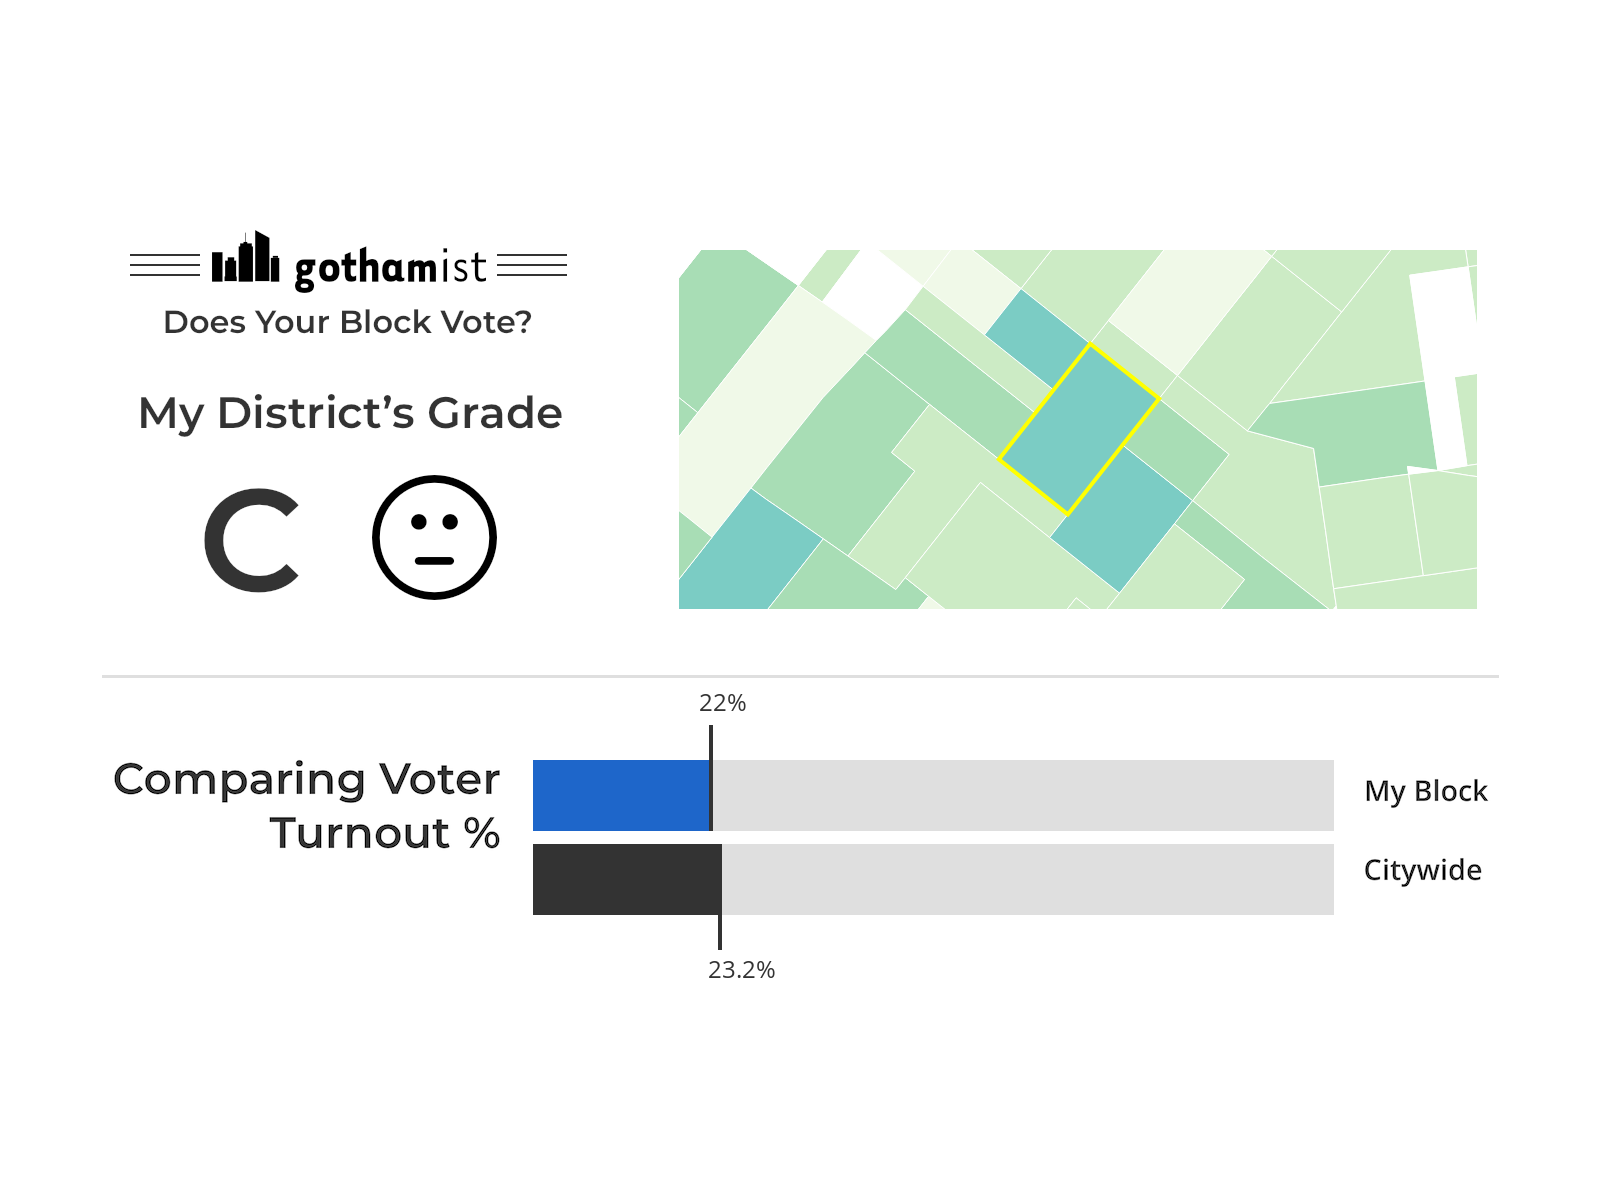 gothamist
Does Your Block Vote?
My District’s Grade
C
22%
Comparing Voter
Turnout %
My Block
Citywide
23.2%